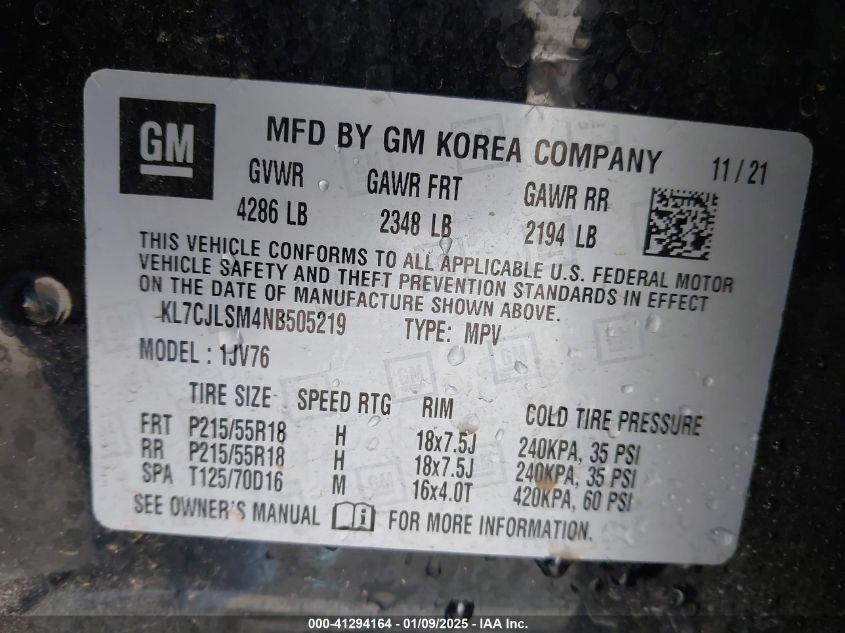 GM
MFD BY GM KOREA COMPANY 11/21
GVWR GAWR FRT GAWR RR
4286 LB 2348 LB 2194 LB
THIS VEHICLE CONFORMS TO ALL APPLICABLE U.S. FEDERAL MOTOR
VEHICLE SAFETY AND THEFT PREVENTION STANDARDS IN EFFECT
ON THE DATE OF MANUFACTURE SHOWN ABOVE.
KL7CJLSM4NB505219 TYPE: MPV
MODEL : 1JV76
TIRE SIZE SPEED RTG RIM COLD TIRE PRESSURE
FRT P215/55R18 H 18x7.5J 240KPA, 35 PSI
RR P215/55R18 H 18x7.5J 240KPA, 35 PSI
SPA T125/70D16 M 16x4.0T 420KPA, 60 PSI
SEE OWNER'S MANUAL i FOR MORE INFORMATION.
000-41294164 - 01/09/2025 - IAA Inc.